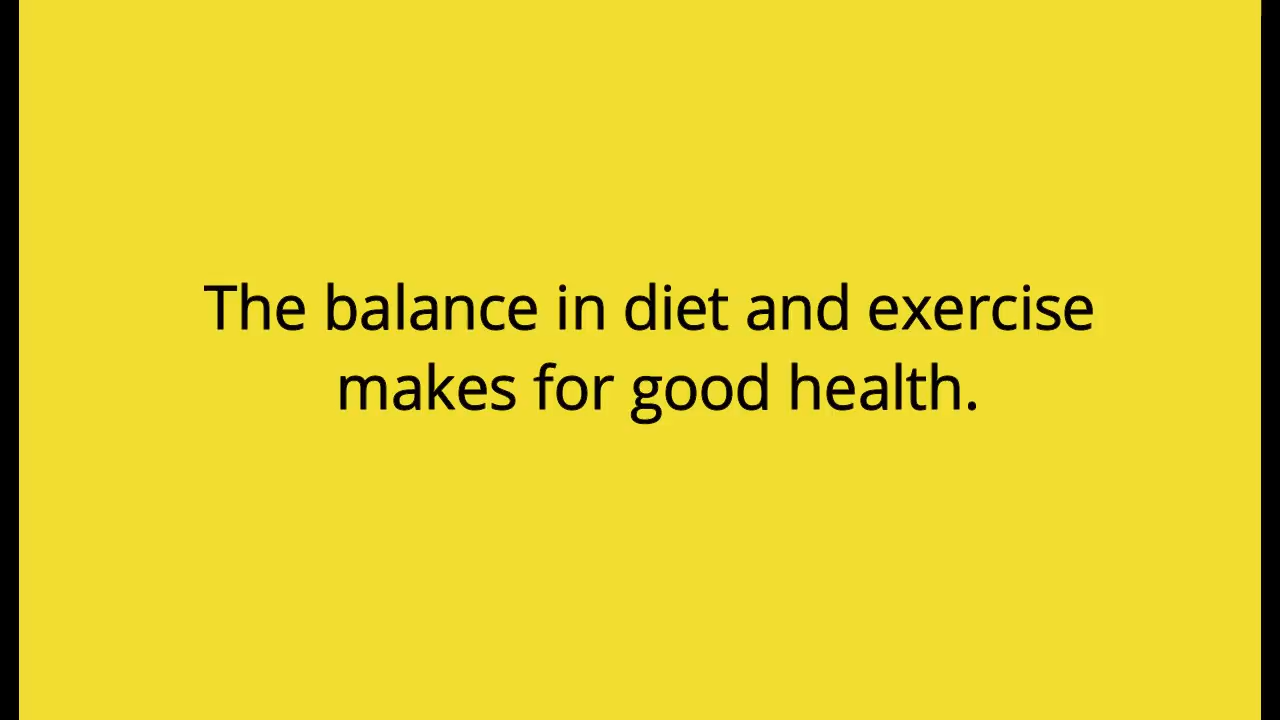 The balance in diet and exercise
makes for good health.